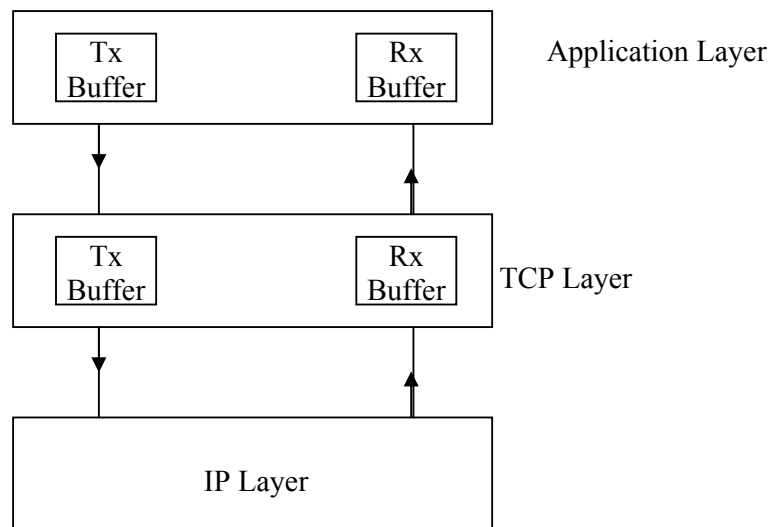 Tx
Buffer
Rx
Buffer
Application Layer
Tx
Buffer
Rx
Buffer
TCP Layer
IP Layer